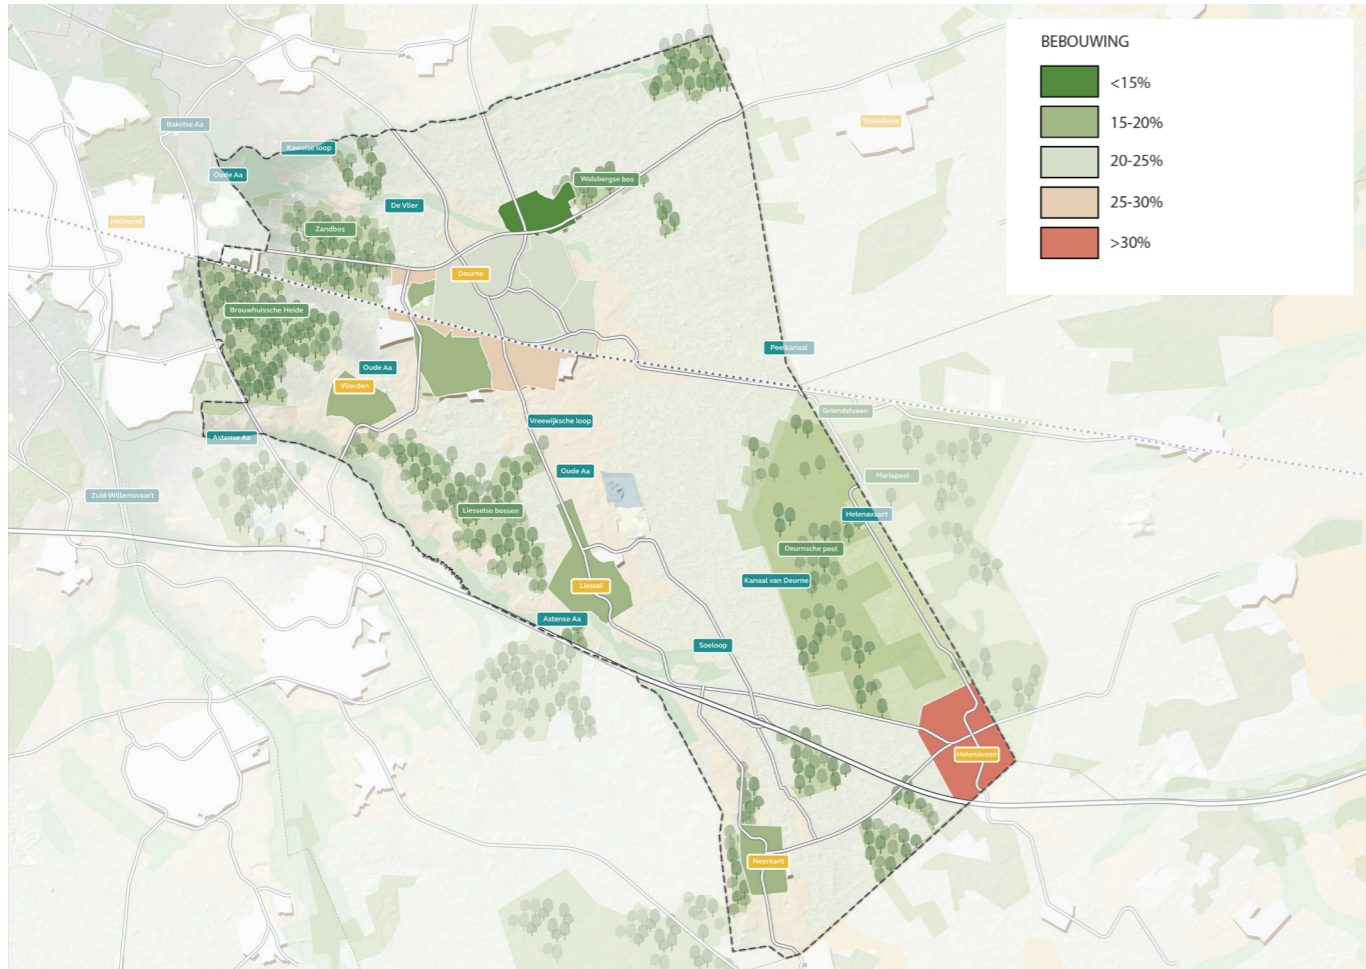 BEBOUWING
<15%
15-20%
20-25%
25-30%
>30%
Bakelse Aa
Kawelse loop
Oude Aa
Walsbergse bos
De Vlier
Helmond
Zandbos
Deurne
Brouwhuissche Heide
Peelkanaal
Oude Aa
Vlierden
Griendtsveen
Vreewijksche loop
Astense Aa
Oude Aa
Mariapeel
Zuid-Willemsvaart
Liesselse bossen
Helenavaart
Deurnsche peel
Kanaal van Deurne
Liessel
Astense Aa
Soeloop
Helenaveen
Neerkant